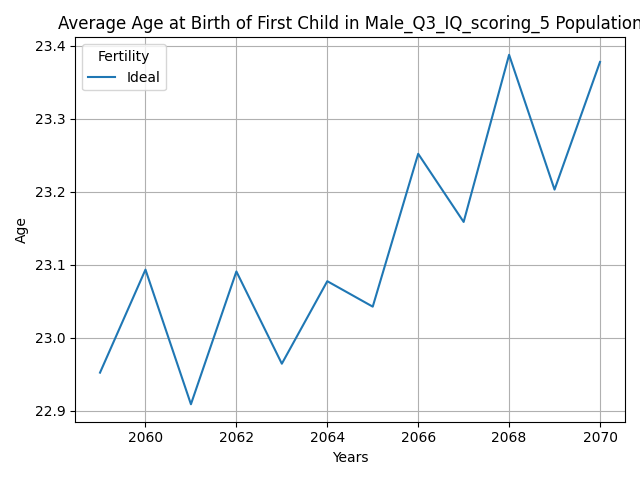 Average Age at Birth of First Child in Male_Q3_IQ_scoring_5 Population
Fertility
Ideal
23.4
23.3
23.2
23.1
23.0
22.9
Age
2060 2062 2064 2066 2068 2070
Years